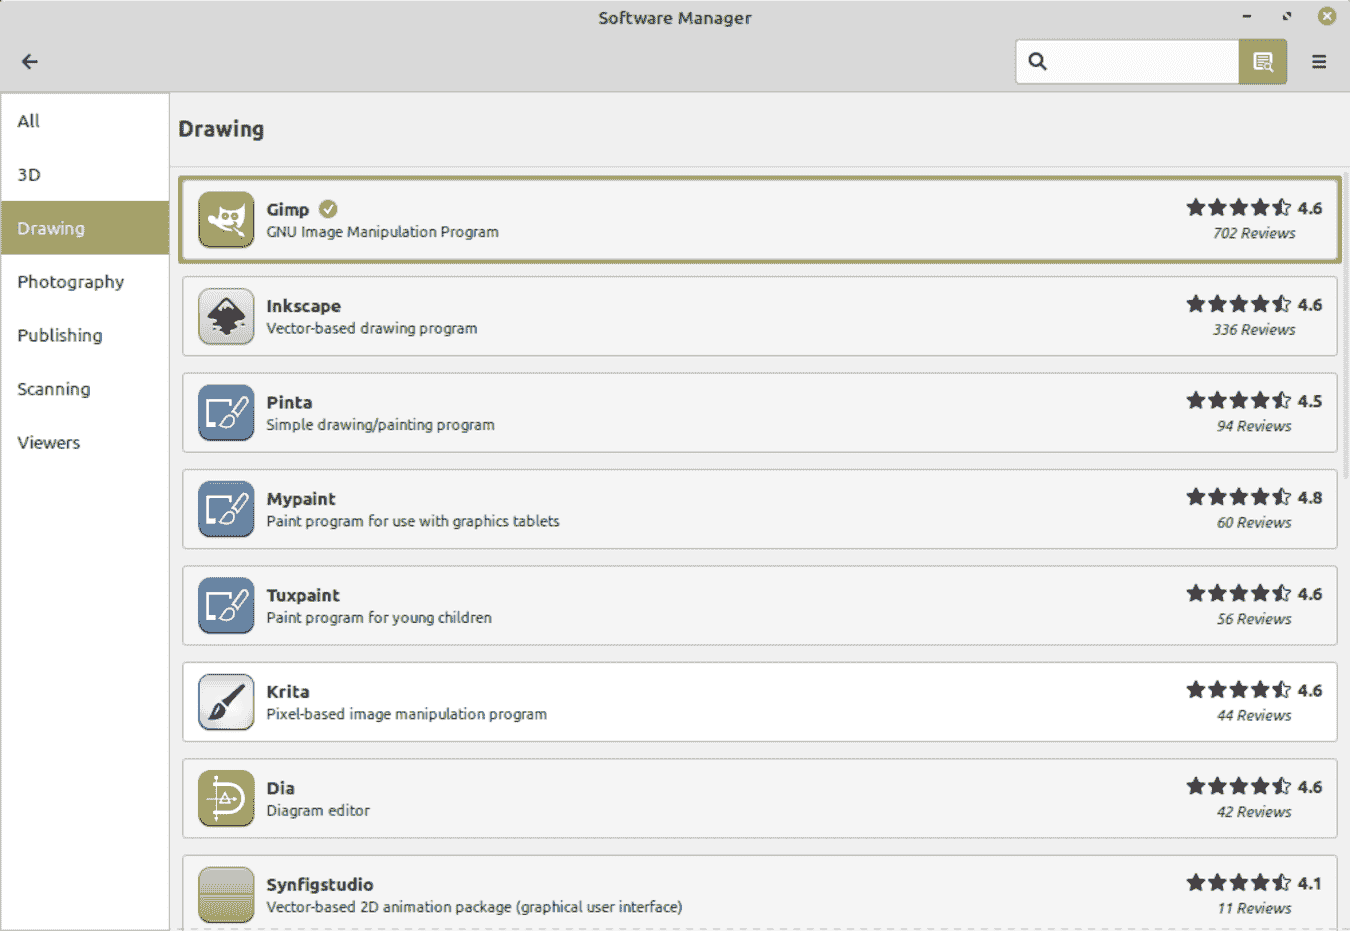 Software Manager
All
3D
Drawing
Photography
Publishing
Scanning
Viewers
Drawing
Gimp
GNU Image Manipulation Program
4.6
702 Reviews
Inkscape
Vector-based drawing program
4.6
336 Reviews
Pinta
Simple drawing/painting program
4.5
94 Reviews
Mypaint
Paint program for use with graphics tablets
4.8
60 Reviews
Tuxpaint
Paint program for young children
4.6
56 Reviews
Krita
Pixel-based image manipulation program
4.6
44 Reviews
Dia
Diagram editor
4.6
42 Reviews
Synfigstudio
Vector-based 2D animation package (graphical user interface)
4.1
11 Reviews